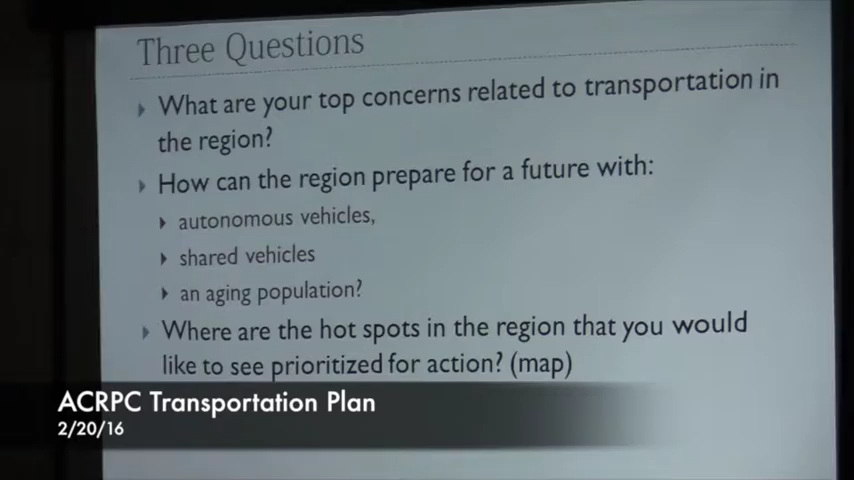 Three Questions
What are your top concerns related to transportation in
the region?
How can the region prepare for a future with:
autonomous vehicles,
shared vehicles
an aging population?
Where are the hot spots in the region that you would
like to see prioritized for action? (map)
ACRPC Transportation Plan
2/20/16